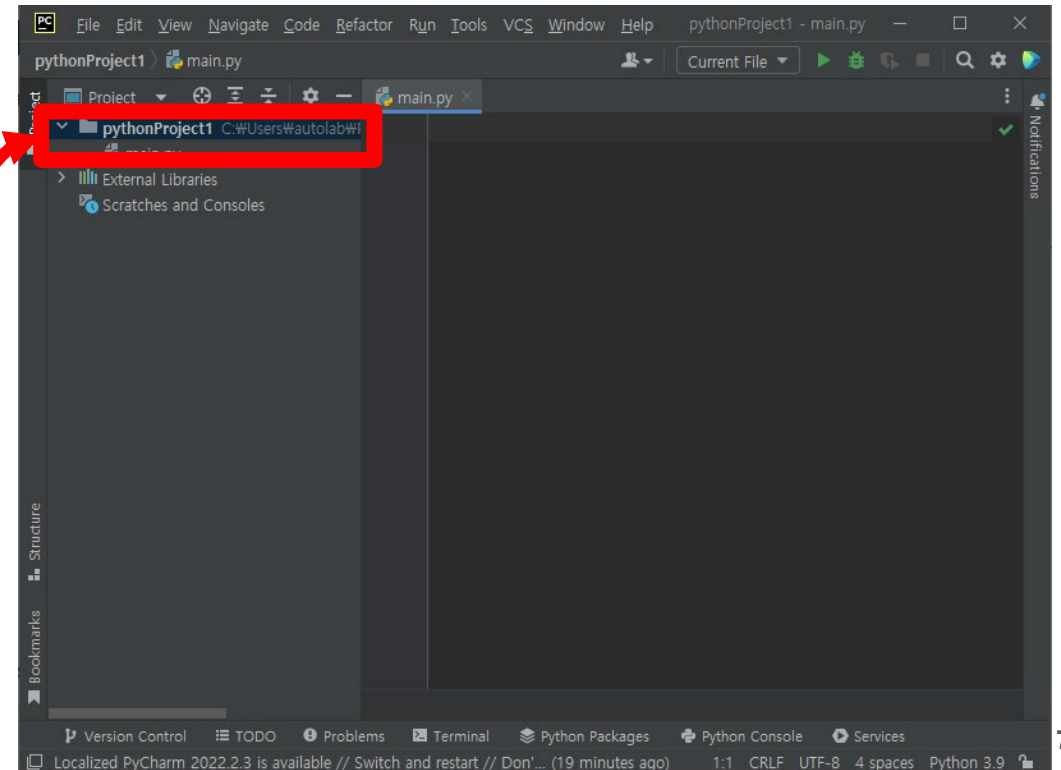 PC File Edit View Navigate Code Refactor Run Tools VCS Window Help pythonProject1 - main.py
pythonProject1 main.py Current File
Project main.py
pythonProject1 C:₩Users₩autolab₩
main.py
External Libraries
Scratches and Consoles
Notifications
Structure
Bookmarks
Version Control TODO Problems Terminal Python Packages Python Console Services
Localized PyCharm 2022.2.3 is available // Switch and restart // Don'... (19 minutes ago) 1:1 CRLF UTF-8 4 spaces Python 3.9